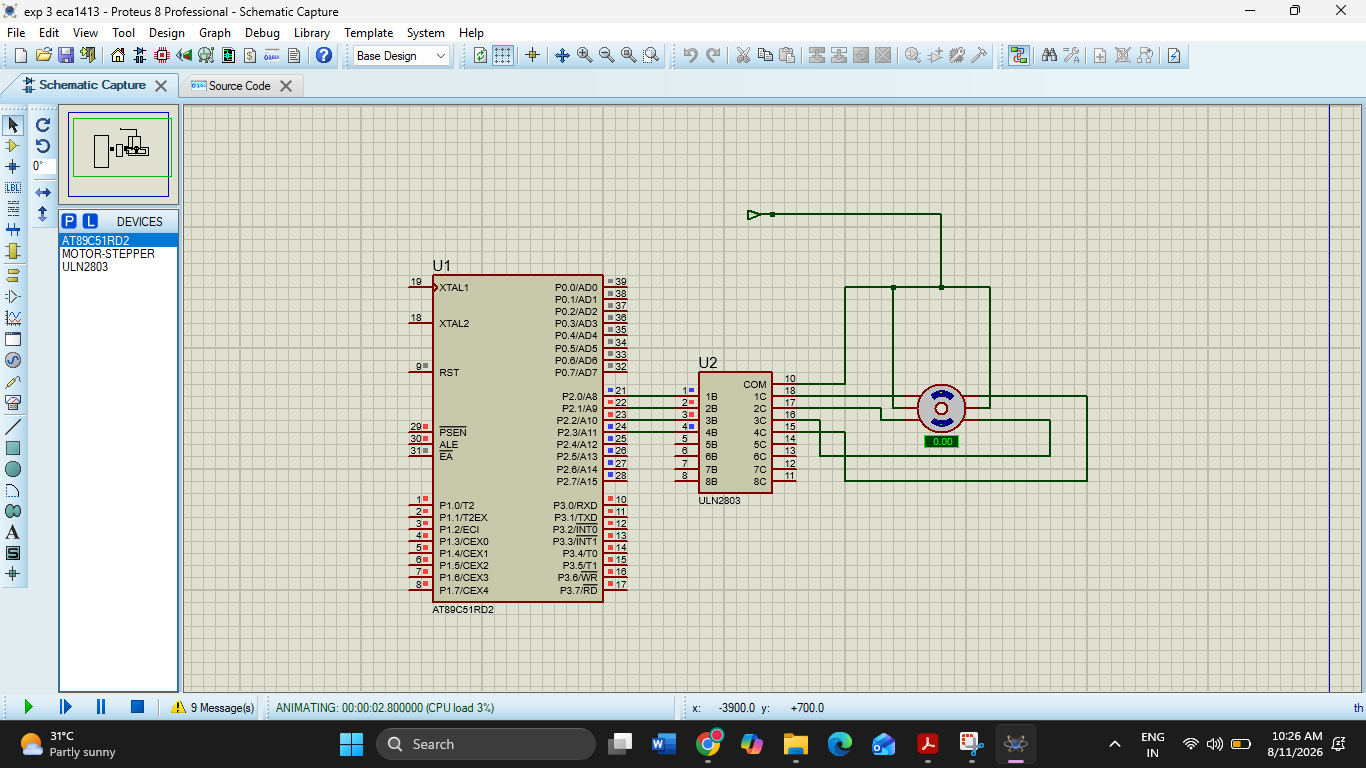 exp 3 eca1413 - Proteus 8 Professional - Schematic Capture
File Edit View Tool Design Graph Debug Library Template System Help
Base Design
Schematic Capture
Source Code
0°
P L DEVICES
AT89C51RD2
MOTOR-STEPPER
ULN2803
LBL
A
S
U1
19 XTAL1
18 XTAL2
9 RST
29 PSEN
30 ALE
31 EA
1 P1.0/T2
2 P1.1/T2EX
3 P1.2/ECI
4 P1.3/CEX0
5 P1.4/CEX1
6 P1.5/CEX2
7 P1.6/CEX3
8 P1.7/CEX4
P0.0/AD0 39
P0.1/AD1 38
P0.2/AD2 37
P0.3/AD3 36
P0.4/AD4 35
P0.5/AD5 34
P0.6/AD6 33
P0.7/AD7 32
P2.0/A8 21
P2.1/A9 22
P2.2/A10 23
P2.3/A11 24
P2.4/A12 25
P2.5/A13 26
P2.6/A14 27
P2.7/A15 28
P3.0/RXD 10
P3.1/TXD 11
P3.2/INT0 12
P3.3/INT1 13
P3.4/T0 14
P3.5/T1 15
P3.6/WR 16
P3.7/RD 17
AT89C51RD2
U2
COM 10
1 1B 1C 18
2 2B 2C 17
3 3B 3C 16
4 4B 4C 15
5 5B 5C 14
6 6B 6C 13
7 7B 7C 12
8 8B 8C 11
ULN2803
0.00
9 Message(s)
ANIMATING: 00:00:02.800000 (CPU load 3%)
x: -3900.0 y: +700.0
th
31°C
Partly sunny
Search
ENG
IN
10:26 AM
8/11/2026